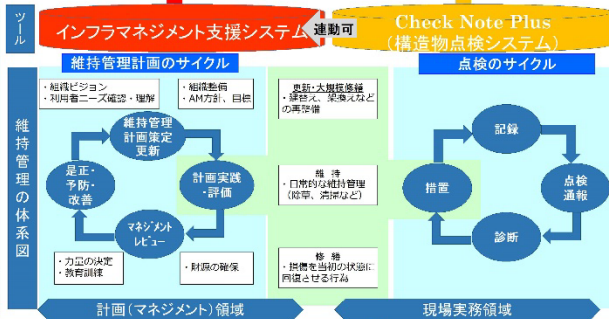 ツール
インフラマネジメント支援システム
連動可
Check Note Plus
(構造物点検システム)
維持管理の体系図
維持管理計画のサイクル
点検のサイクル
・組織ビジョン
・利用者ニーズ確認・理解
・組織整備
・AM方針、目標
維持管理
計画策定
更新
計画実践
・評価
マネジメント
レビュー
是正・
予防・
改善
・力量の決定
・教育訓練
・財源の確保
更新・大規模修繕
・建替え、架換えなど
の再整備
維 持
・日常的な維持管理
(除草、清掃など)
修 繕
・損傷を当初の状態に
回復させる行為
記録
点検
通報
診断
措置
計画(マネジメント)領域
現場実務領域